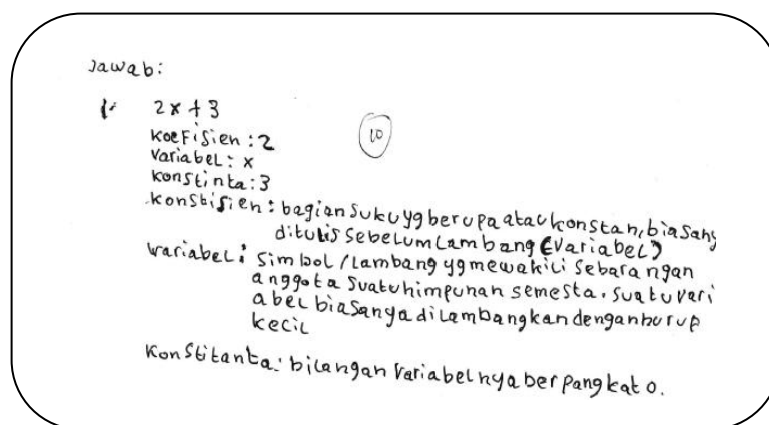 Jawab:
1. 2x + 3
10
koefisien : 2
Variabel : x
konstinta : 3
konstisien : bagian suku yg berupa atau konstan, biasany
ditulis sebelum lambang (variabel)
variabel : Simbol / lambang yg mewakili sebarangan
anggota suatu himpunan semesta. suatu vari
abel biasanya dilambangkan dengan hurup
kecil
Konstitanta : bilangan variabelnya berpangkat 0.